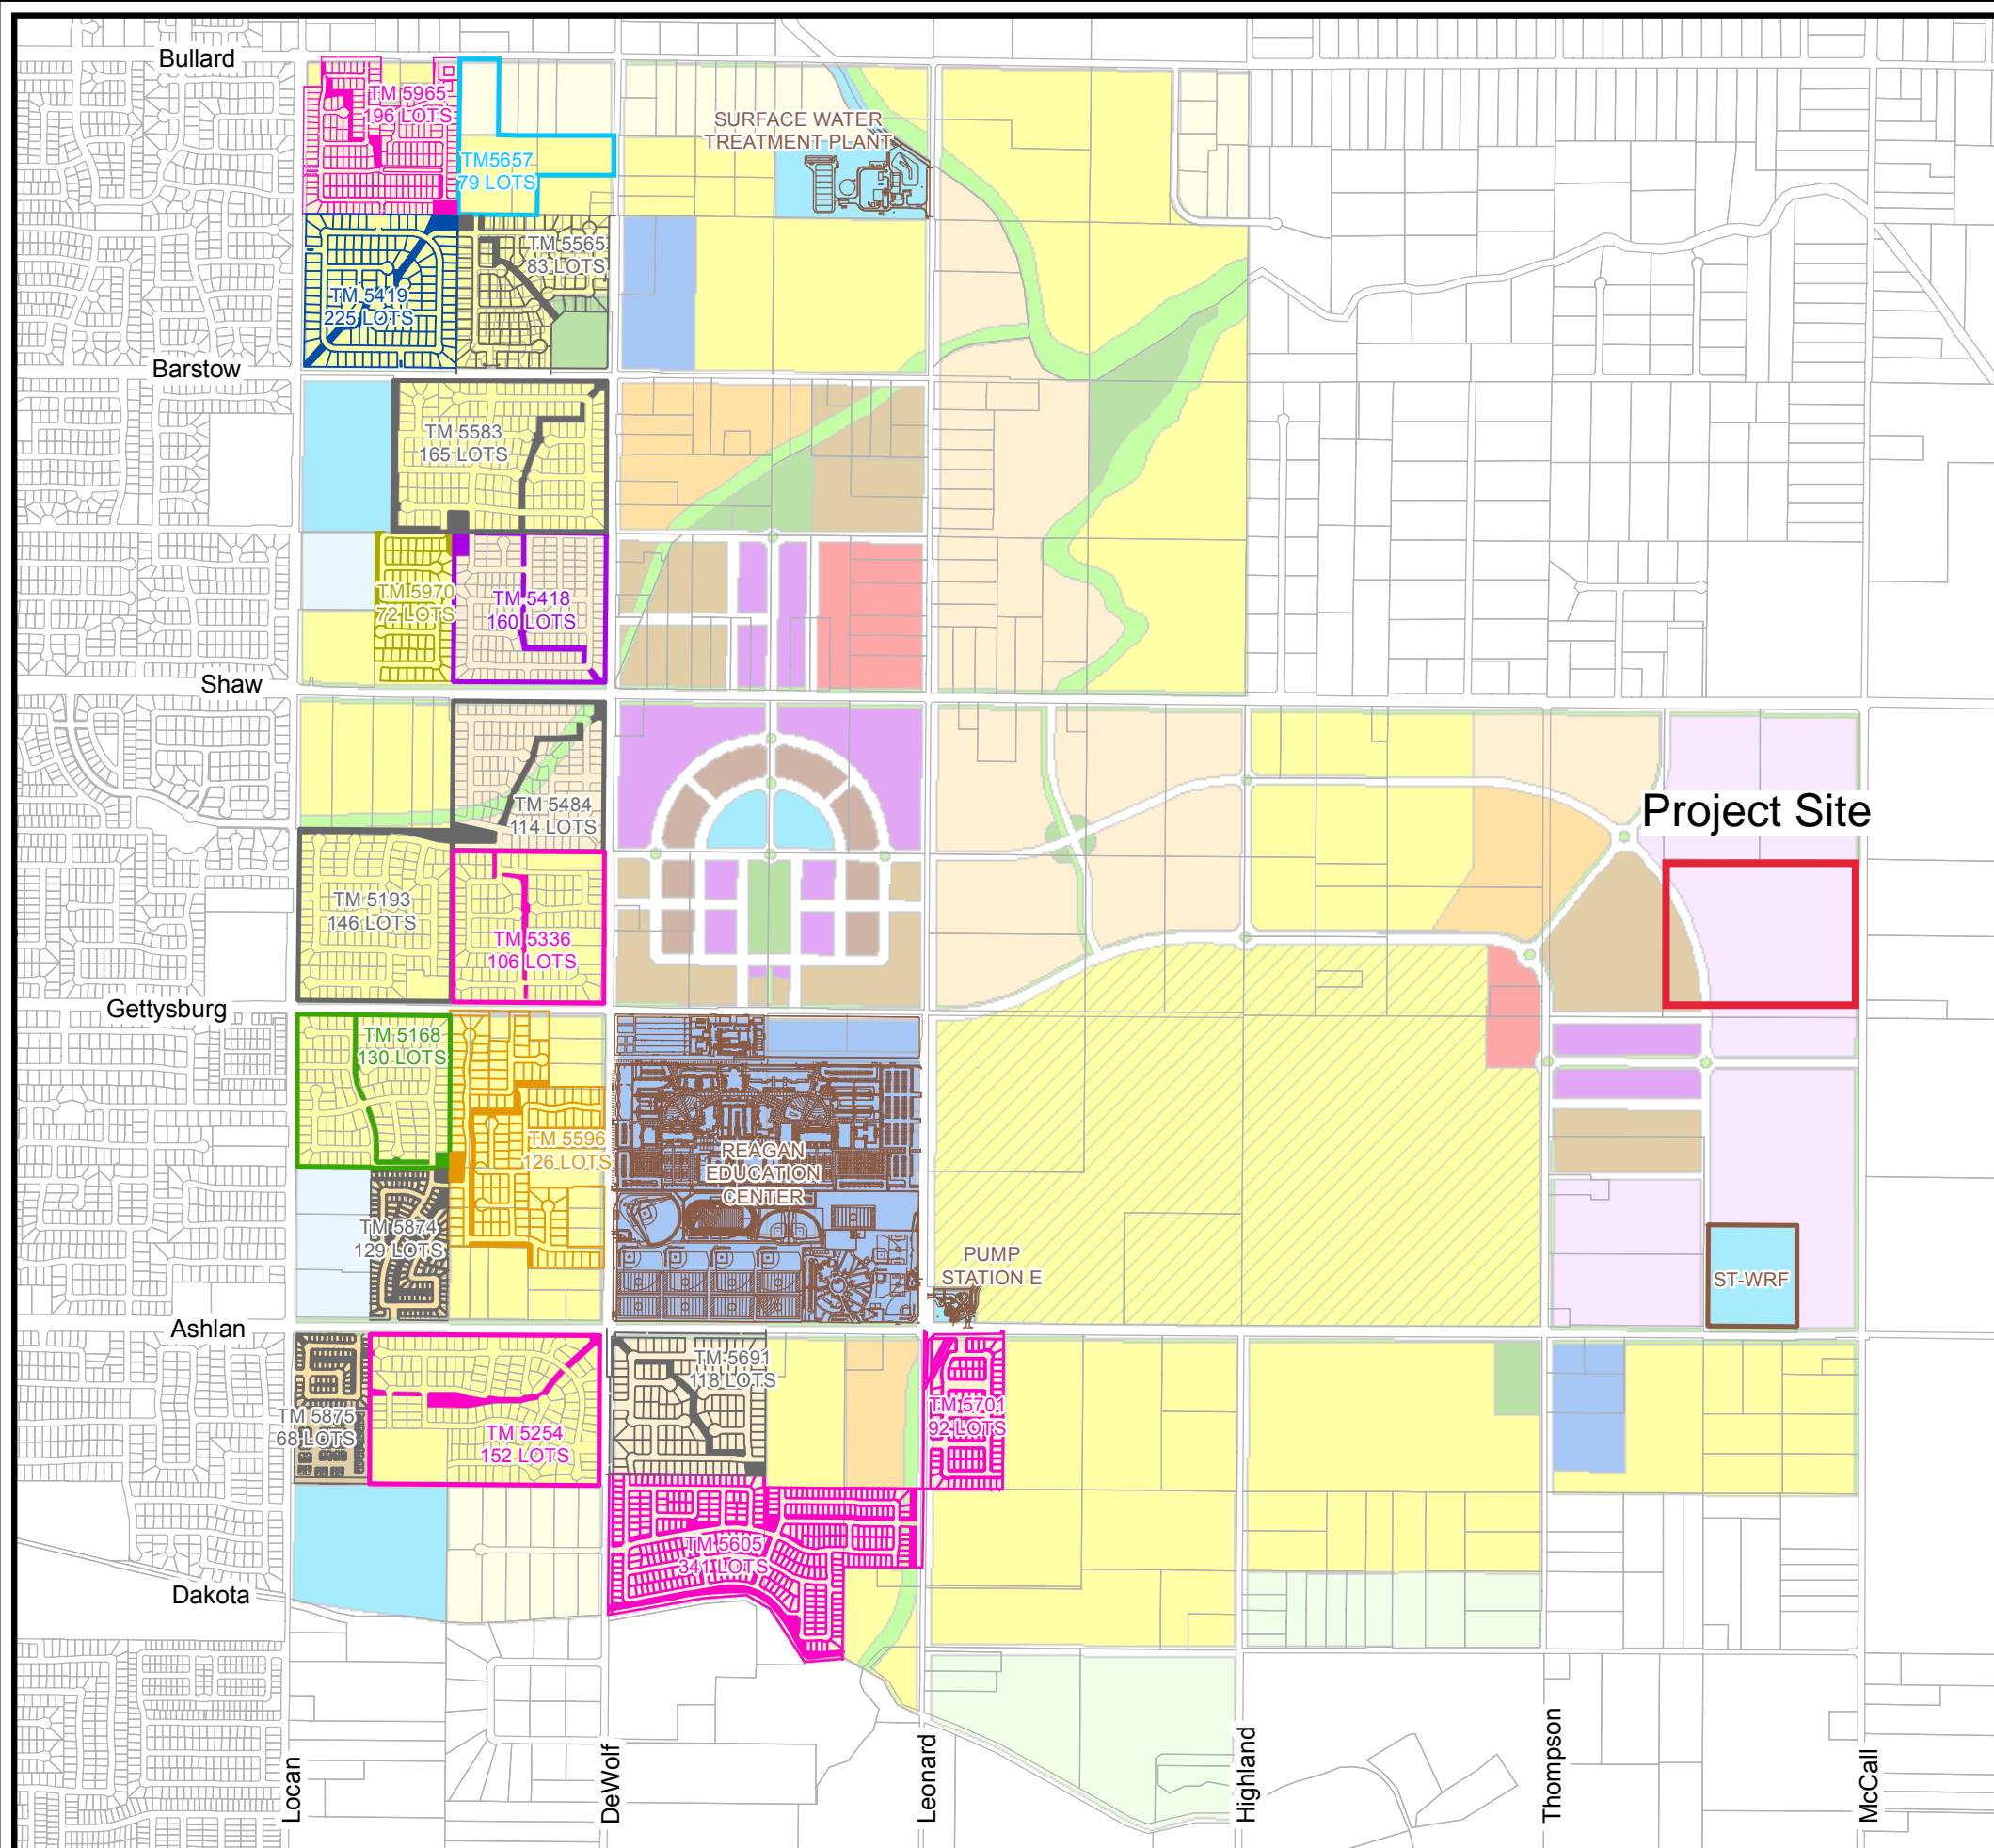 Bullard
TM 5965
196 LOTS
SURFACE WATER
TREATMENT PLANT
TM5657
79 LOTS
TM 5565
83 LOTS
TM 5419
225 LOTS
Barstow
TM 5583
165 LOTS
TM 5970
72 LOTS
TM 5418
160 LOTS
Shaw
TM 5484
114 LOTS
Project Site
TM 5193
146 LOTS
TM 5336
106 LOTS
Gettysburg
TM 5168
130 LOTS
TM 5596
126 LOTS
REAGAN
EDUCATION
CENTER
TM 5874
129 LOTS
PUMP
STATION E
ST-WRF
Ashlan
TM 5691
118 LOTS
TM 5701
92 LOTS
TM 5875
68 LOTS
TM 5254
152 LOTS
TM 5605
341 LOTS
Dakota
Locan
DeWolf
Leonard
Highland
Thompson
McCall